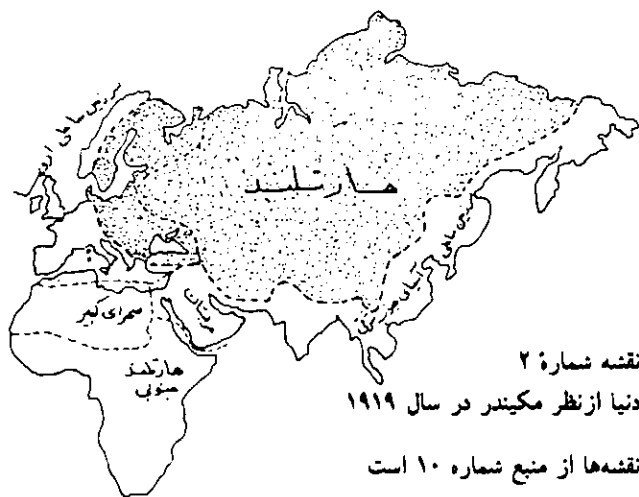 هارتلند
صحرای کبیر
عربستان
هارتلند
جنوبی
نقشه شمارهٔ ۲
دنیا ازنظر مکیندر در سال ۱۹۱۹
نقشه‌ها از منبع شماره ۱۰ است